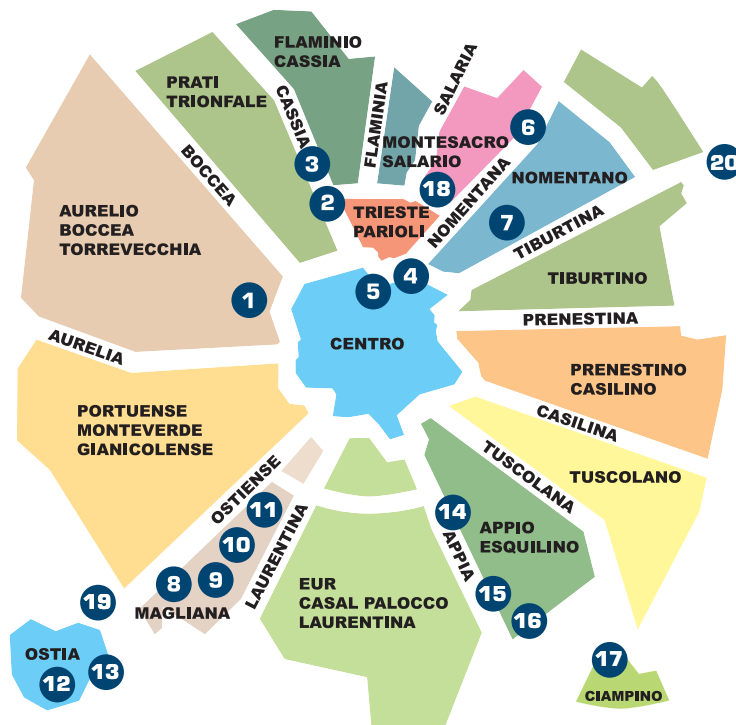 FLAMINIO
CASSIA
PRATI
TRIONFALE
CASSIA
FLAMINIA
SALARIA
MONTESACRO
SALARIO
6
3
20
BOCCEA
18
NOMENTANA
NOMENTANO
2
TRIESTE
PARIOLI
7
TIBURTINA
AURELIO
BOCCEA
TORREVECCHIA
4
5
TIBURTINO
1
PRENESTINA
AURELIA
CENTRO
PRENESTINO
CASILINO
PORTUENSE
MONTEVERDE
GIANICOLENSE
CASILINA
TUSCOLANA
TUSCOLANO
OSTIENSE
11
14
10
LAURENTINA
APPIA
APPIO
ESQUILINO
8
9
EUR
CASAL PALOCCO
LAURENTINA
15
19
MAGLIANA
16
OSTIA
12
13
17
CIAMPINO